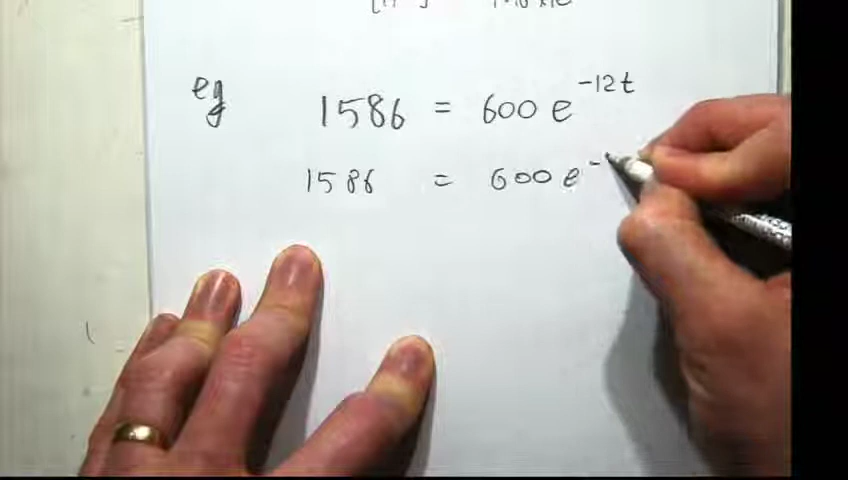 eg 1586 = 600 e^-12t
1586 = 600 e^-